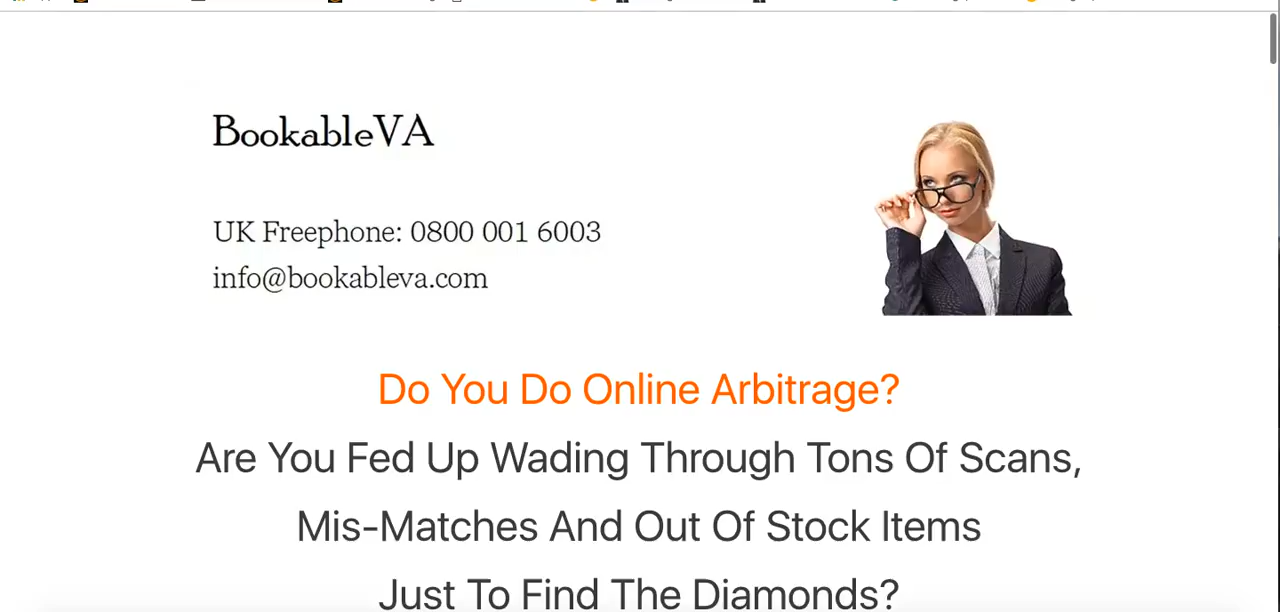 BookableVA
UK Freephone: 0800 001 6003
info@bookableva.com
Do You Do Online Arbitrage?
Are You Fed Up Wading Through Tons Of Scans,
Mis-Matches And Out Of Stock Items
Just To Find The Diamonds?